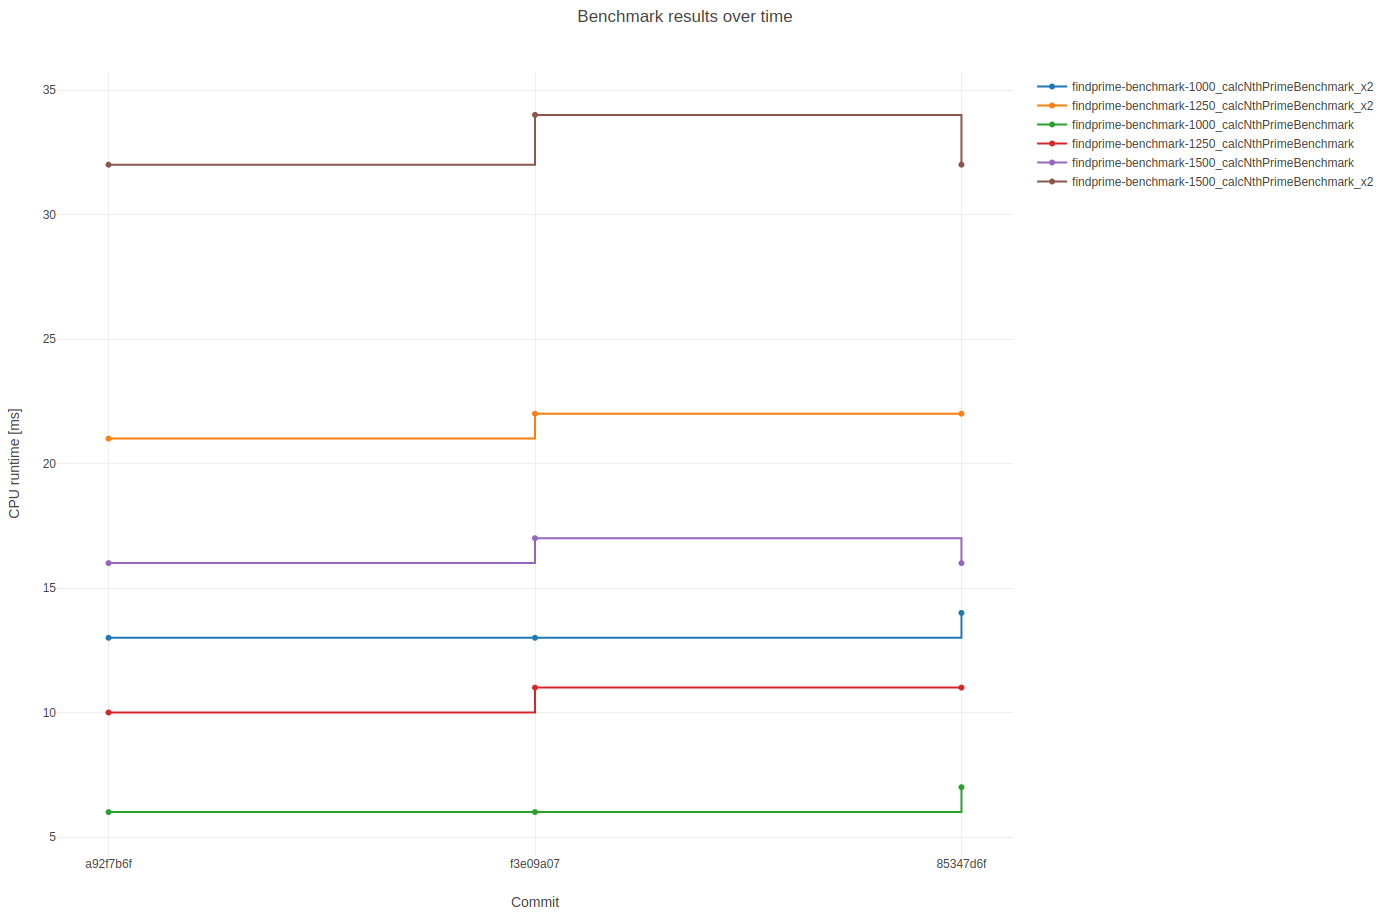 Benchmark results over time
findprime-benchmark-1000_calcNthPrimeBenchmark_x2
findprime-benchmark-1250_calcNthPrimeBenchmark_x2
findprime-benchmark-1000_calcNthPrimeBenchmark
findprime-benchmark-1250_calcNthPrimeBenchmark
findprime-benchmark-1500_calcNthPrimeBenchmark
findprime-benchmark-1500_calcNthPrimeBenchmark_x2
CPU runtime [ms]
35
30
25
20
15
10
5
a92f7b6f
f3e09a07
85347d6f
Commit